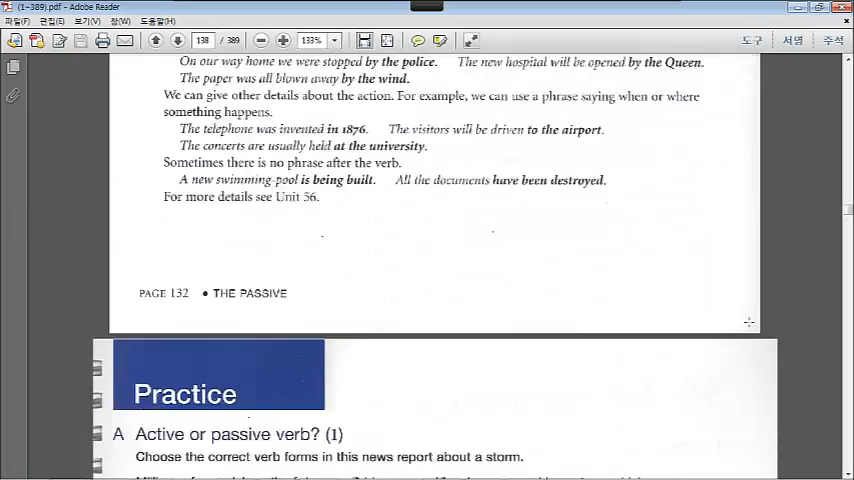 (1~389).pdf - Adobe Reader
파일(F) 편집(E) 보기(V) 창(W) 도움말(H)
138 / 389 133% 도구 서명 주석
On our way home we were stopped by the police. The new hospital will be opened by the Queen.
The paper was all blown away by the wind.
We can give other details about the action. For example, we can use a phrase saying when or where
something happens.
The telephone was invented in 1876. The visitors will be driven to the airport.
The concerts are usually held at the university.
Sometimes there is no phrase after the verb.
A new swimming-pool is being built. All the documents have been destroyed.
For more details see Unit 56.
PAGE 132 • THE PASSIVE
Practice
A Active or passive verb? (1)
Choose the correct verb forms in this news report about a storm.